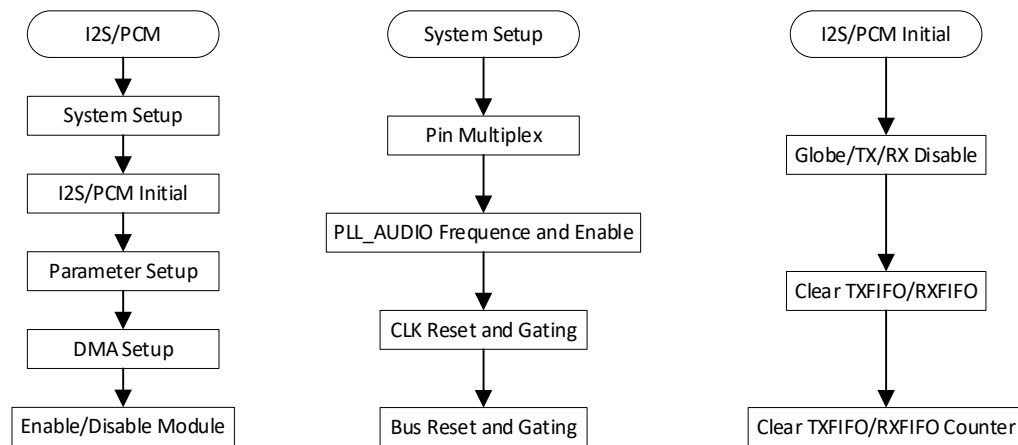 I2S/PCM
System Setup
I2S/PCM Initial
Parameter Setup
DMA Setup
Enable/Disable Module
System Setup
Pin Multiplex
PLL_AUDIO Frequence and Enable
CLK Reset and Gating
Bus Reset and Gating
I2S/PCM Initial
Globe/TX/RX Disable
Clear TXFIFO/RXFIFO
Clear TXFIFO/RXFIFO Counter